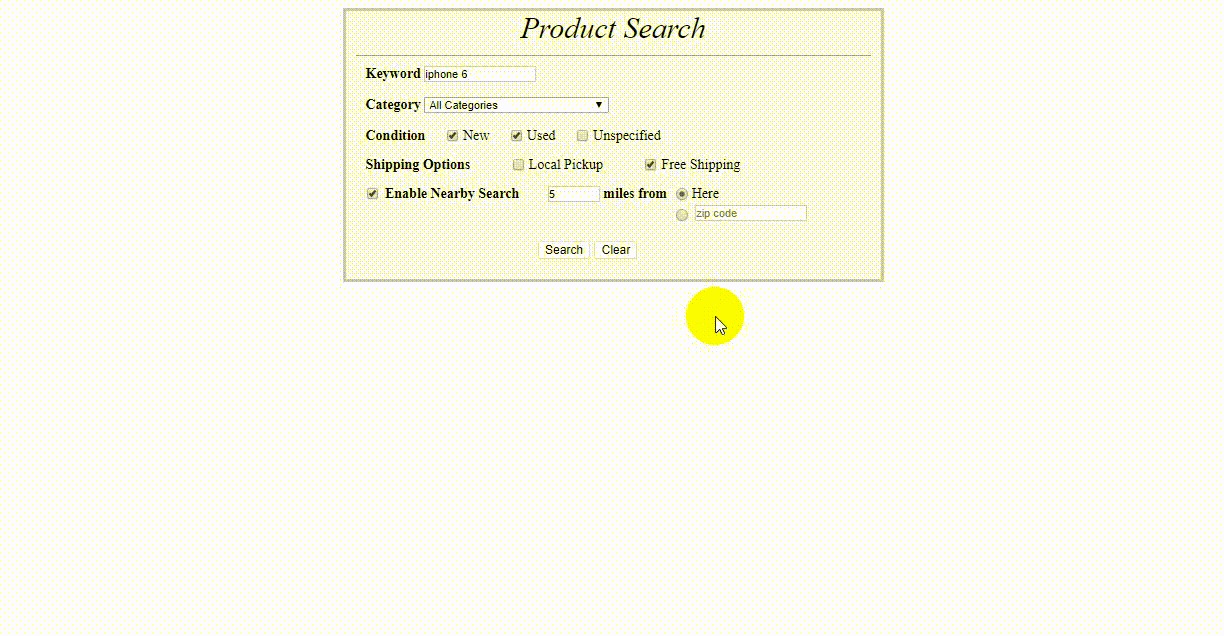 Product Search
Keyword iphone 6
Category All Categories
Condition New Used Unspecified
Shipping Options Local Pickup Free Shipping
Enable Nearby Search 5 miles from Here
zip code
Search Clear